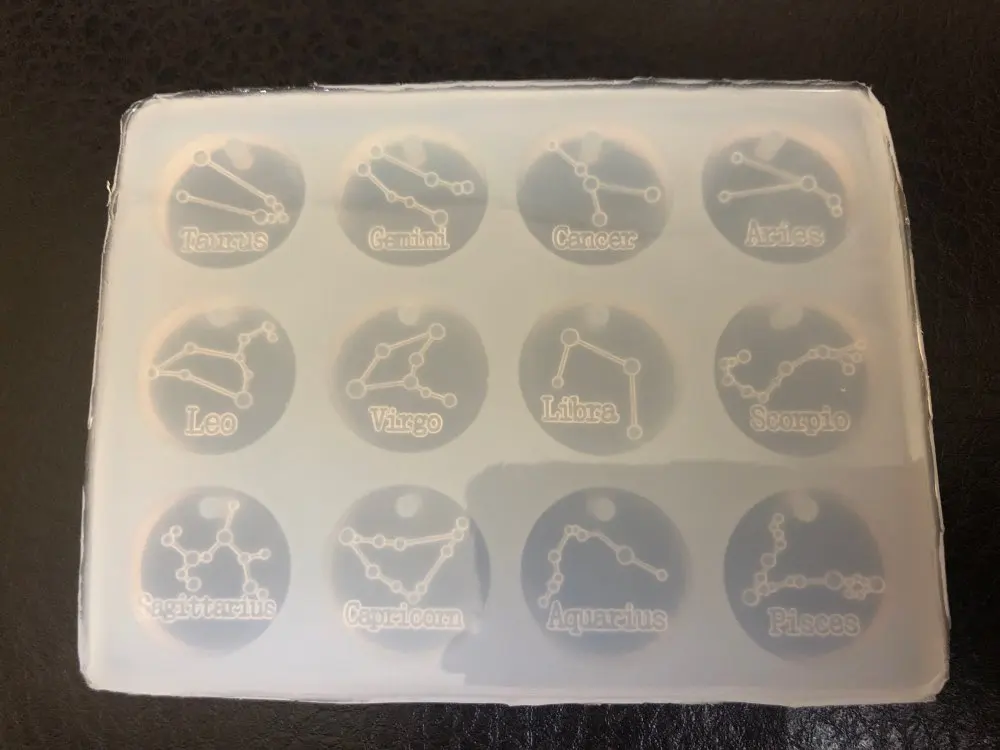 Taurus
Gemini
Cancer
Aries
Leo
Virgo
Libra
Scorpio
Sagittarius
Capricorn
Aquarius
Pisces